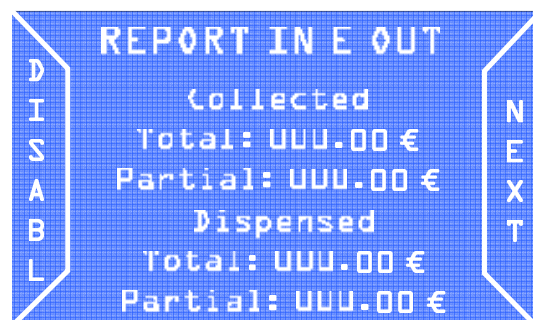 REPORT IN E OUT
DISABL
NEXT
Collected
Total: UUU.00 €
Partial: UUU.00 €
Dispensed
Total: UUU.00 €
Partial: UUU.00 €